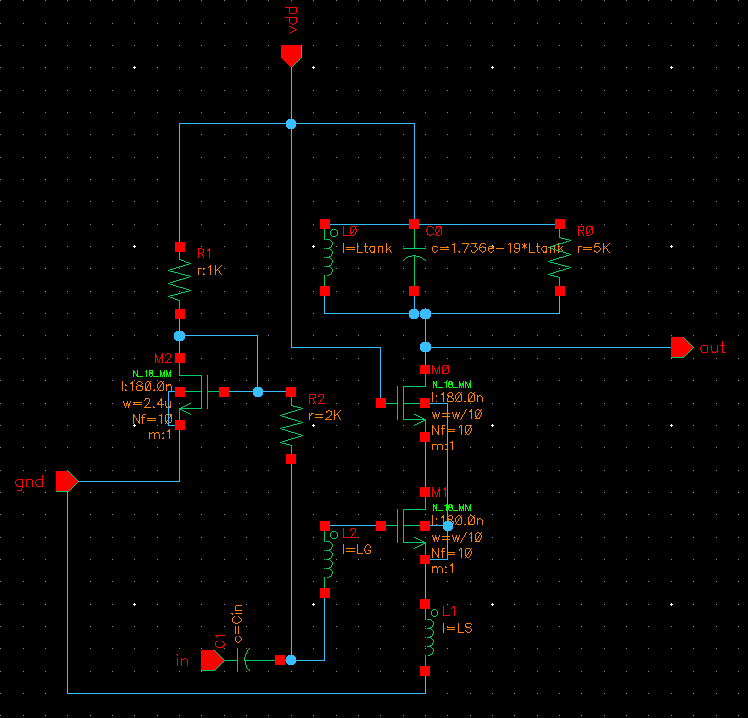 vdd
L0
l=Ltank
C0
c=1.736e-19*Ltank
R0
r=5K
R1
r:1K
out
M2
N_18_MM
l:180.0n
w=2.4u
Nf=10
m:1
M0
N_18_MM
l:180.0n
w=w/10
Nf=10
m:1
R2
r=2K
gnd
M1
N_18_MM
l:180.0n
w=w/10
Nf=10
m:1
L2
l=LG
L1
l=LS
C1
c=Cin
in